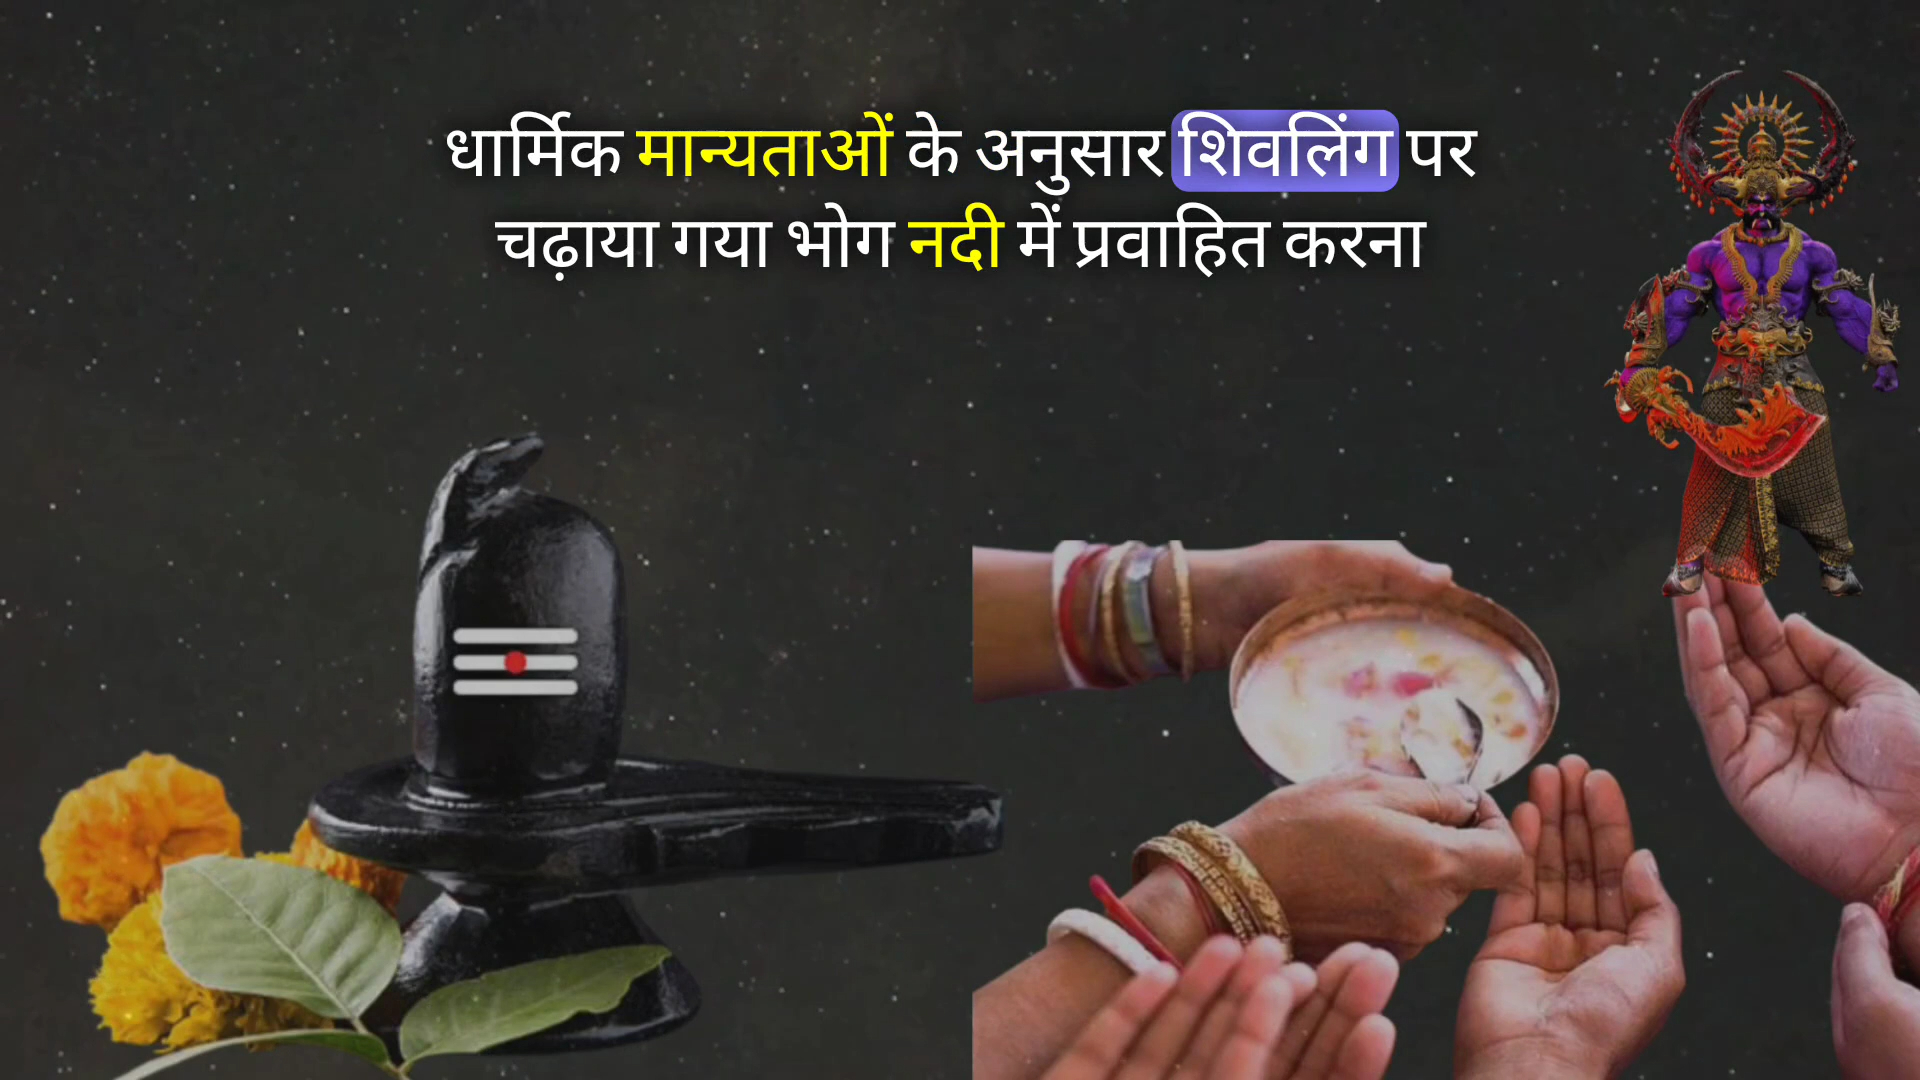 धार्मिक मान्यताओं के अनुसार शिवलिंग पर
चढ़ाया गया भोग नदी में प्रवाहित करना